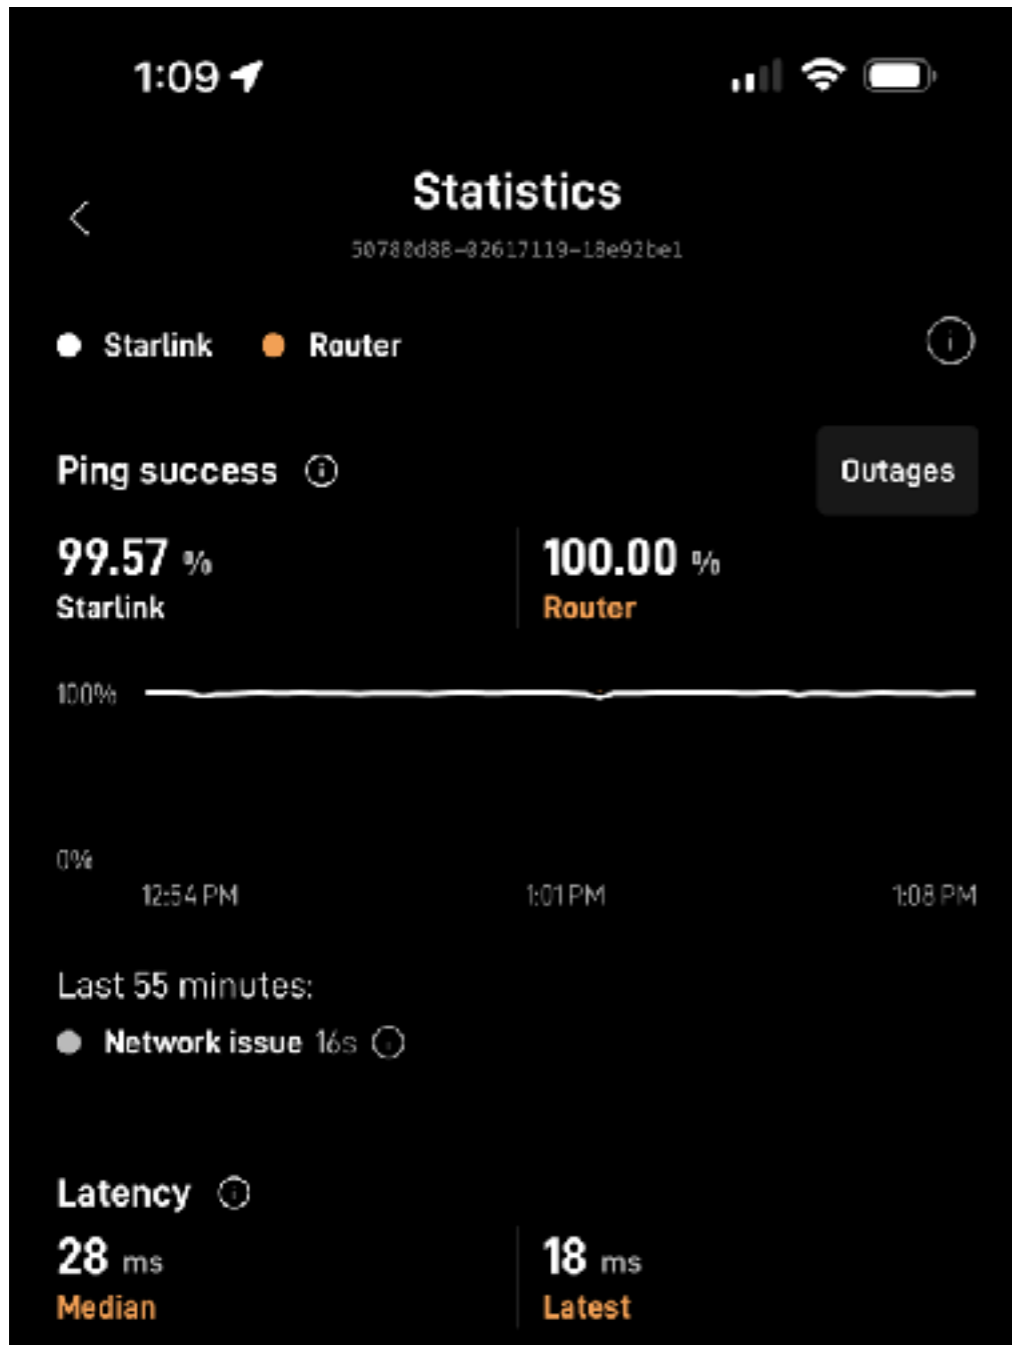 1:09
Statistics
50780d88-02617119-18e92be1
Starlink Router
Ping success Outages
99.57 % 100.00 %
Starlink Router
100%
0%
12:54 PM 1:01 PM 1:08 PM
Last 55 minutes:
Network issue 16s
Latency
28 ms 18 ms
Median Latest